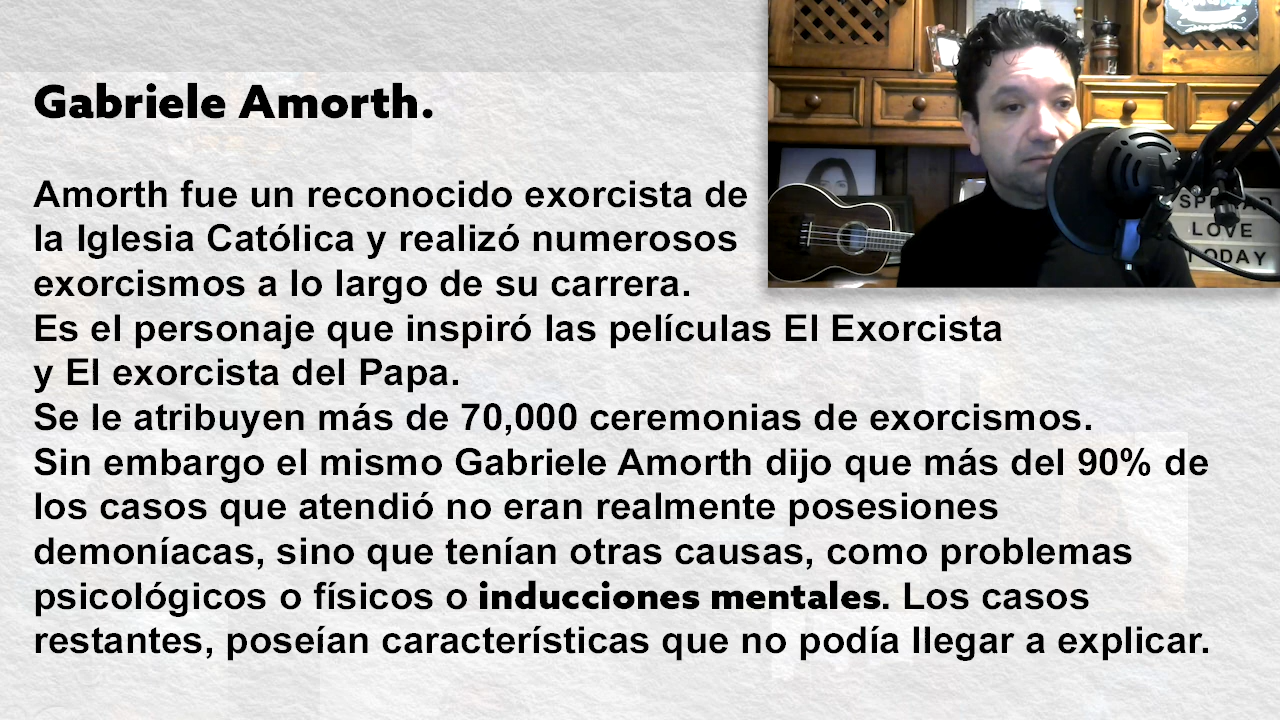 Gabriele Amorth.
Amorth fue un reconocido exorcista de
la Iglesia Católica y realizó numerosos
exorcismos a lo largo de su carrera.
Es el personaje que inspiró las películas El Exorcista
y El exorcista del Papa.
Se le atribuyen más de 70,000 ceremonias de exorcismos.
Sin embargo el mismo Gabriele Amorth dijo que más del 90% de
los casos que atendió no eran realmente posesiones
demoníacas, sino que tenían otras causas, como problemas
psicológicos o físicos o inducciones mentales. Los casos
restantes, poseían características que no podía llegar a explicar.
LOVE
TODAY